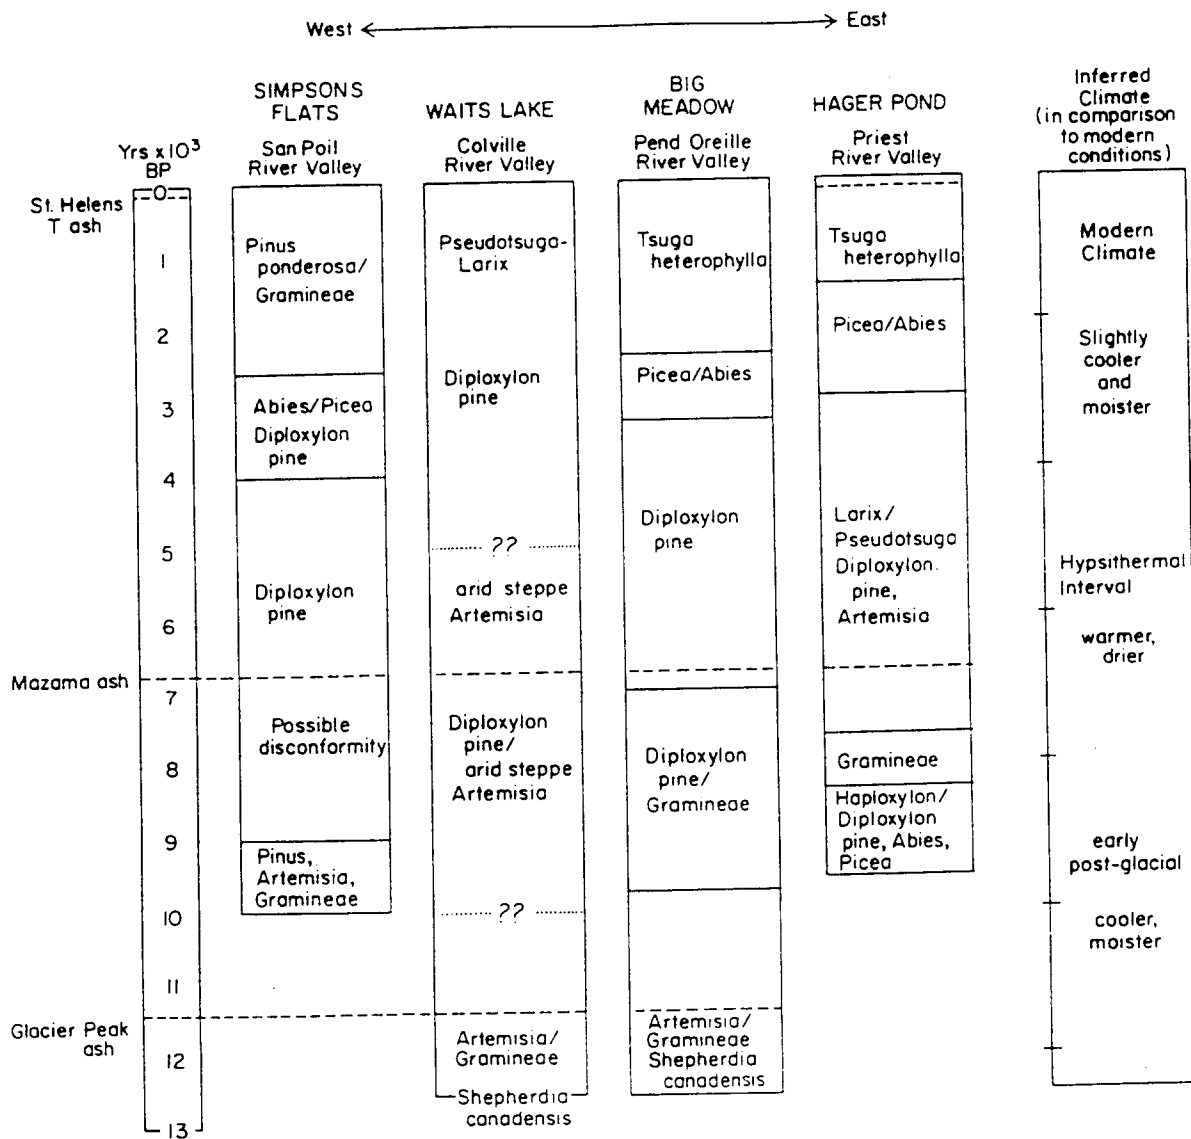 West East
SIMPSONS
FLATS
San Poil
River Valley
WAITS LAKE
Colville
River Valley
BIG
MEADOW
Pend Oreille
River Valley
HAGER POND
Priest
River Valley
Inferred
Climate
(in comparison
to modern
conditions)
Yrs x10³
BP
0
1
2
3
4
5
6
7
8
9
10
11
12
13
St. Helens
T ash
Mazama ash
Glacier Peak
ash
Pinus
ponderosa/
Gramineae
Abies/Picea
Diploxylon
pine
Diploxylon
pine
Possible
disconformity
Pinus,
Artemisia,
Gramineae
Pseudotsuga-
Larix
Diploxylon
pine
??
arid steppe
Artemisia
Diploxylon
pine/
arid steppe
Artemisia
??
Artemisia/
Gramineae
Shepherdia
canadensis
Tsuga
heterophylla
Picea/Abies
Diploxylon
pine
Diploxylon
pine/
Gramineae
Artemisia/
Gramineae
Shepherdia
canadensis
Tsuga
heterophylla
Picea/Abies
Larix/
Pseudotsuga
Diploxylon.
pine,
Artemisia
Gramineae
Haploxylon/
Diploxylon
pine, Abies,
Picea
Modern
Climate
Slightly
cooler
and
moister
Hypsithermal
Interval
warmer,
drier
early
post-glacial
cooler,
moister